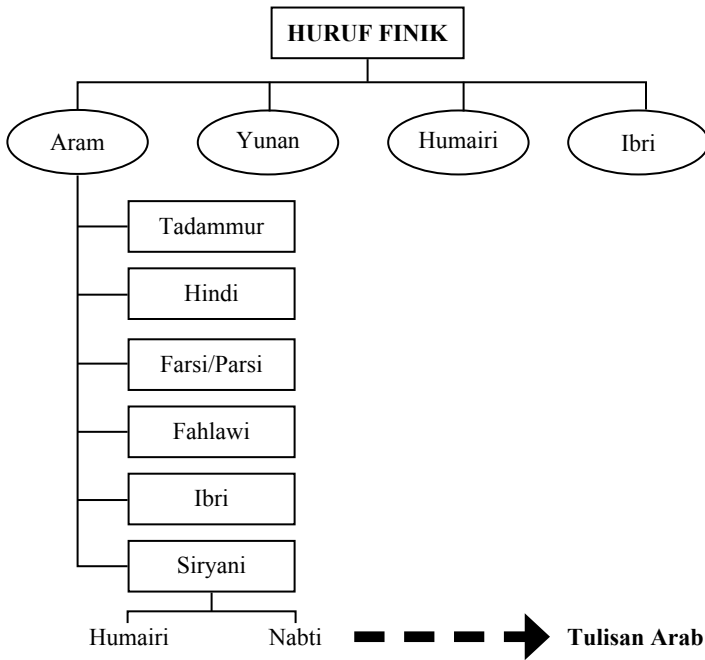 HURUF FINIK
Aram Yunan Humairi Ibri
Tadammur
Hindi
Farsi/Parsi
Fahlawi
Ibri
Siryani
Humairi Nabti Tulisan Arab